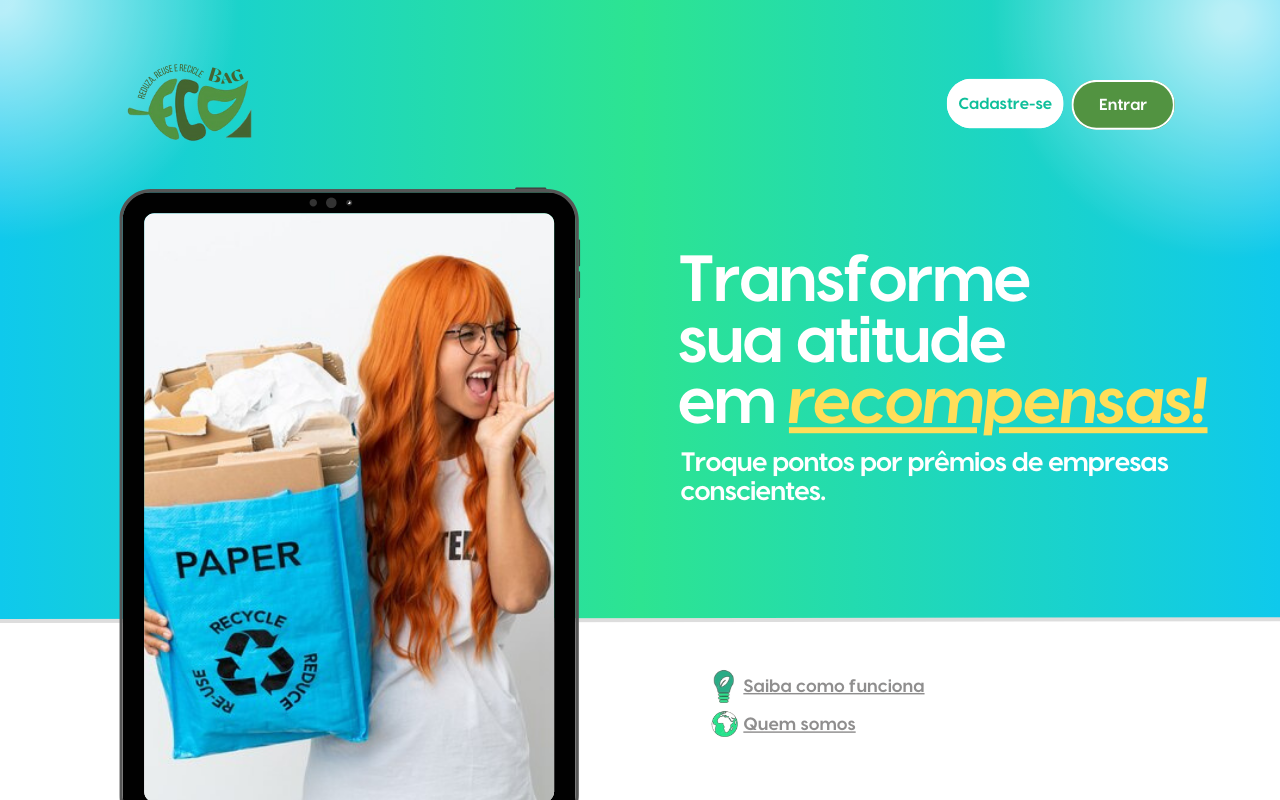 REDUZA, REUSE E RECICLE
BAG
ECO
Cadastre-se
Entrar
Transforme
sua atitude
em recompensas!
Troque pontos por prêmios de empresas
conscientes.
PAPER
RECYCLE
REDUCE
RE-USE
Saiba como funciona
Quem somos